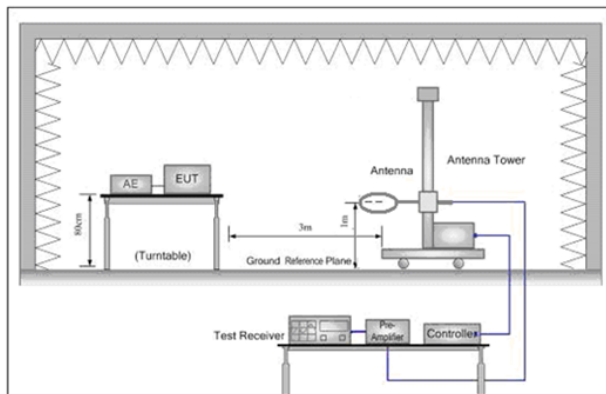 Antenna Tower
Antenna
AE
EUT
80cm
1m
3m
(Turntable)
Ground Reference Plane
Test Receiver
Pre-
Amplifier
Controller